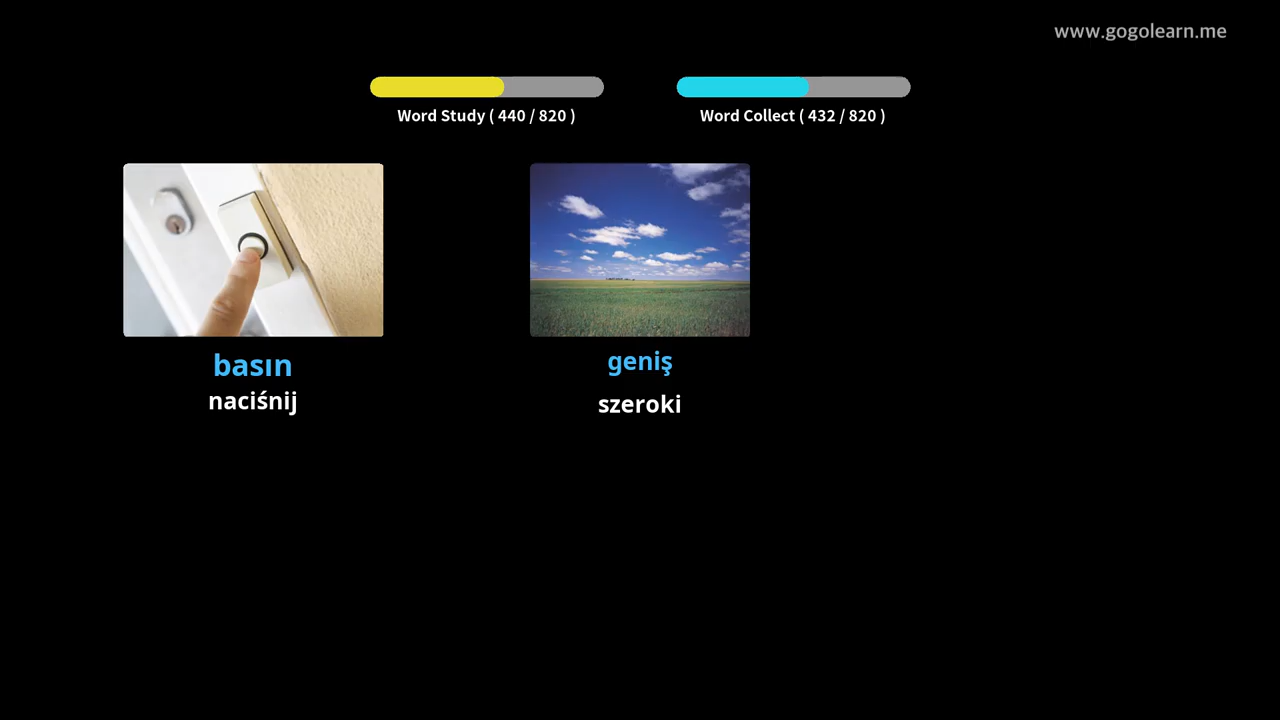 www.gogolearn.me
Word Study ( 440 / 820 )
Word Collect ( 432 / 820 )
basın
naciśnij
geniş
szeroki